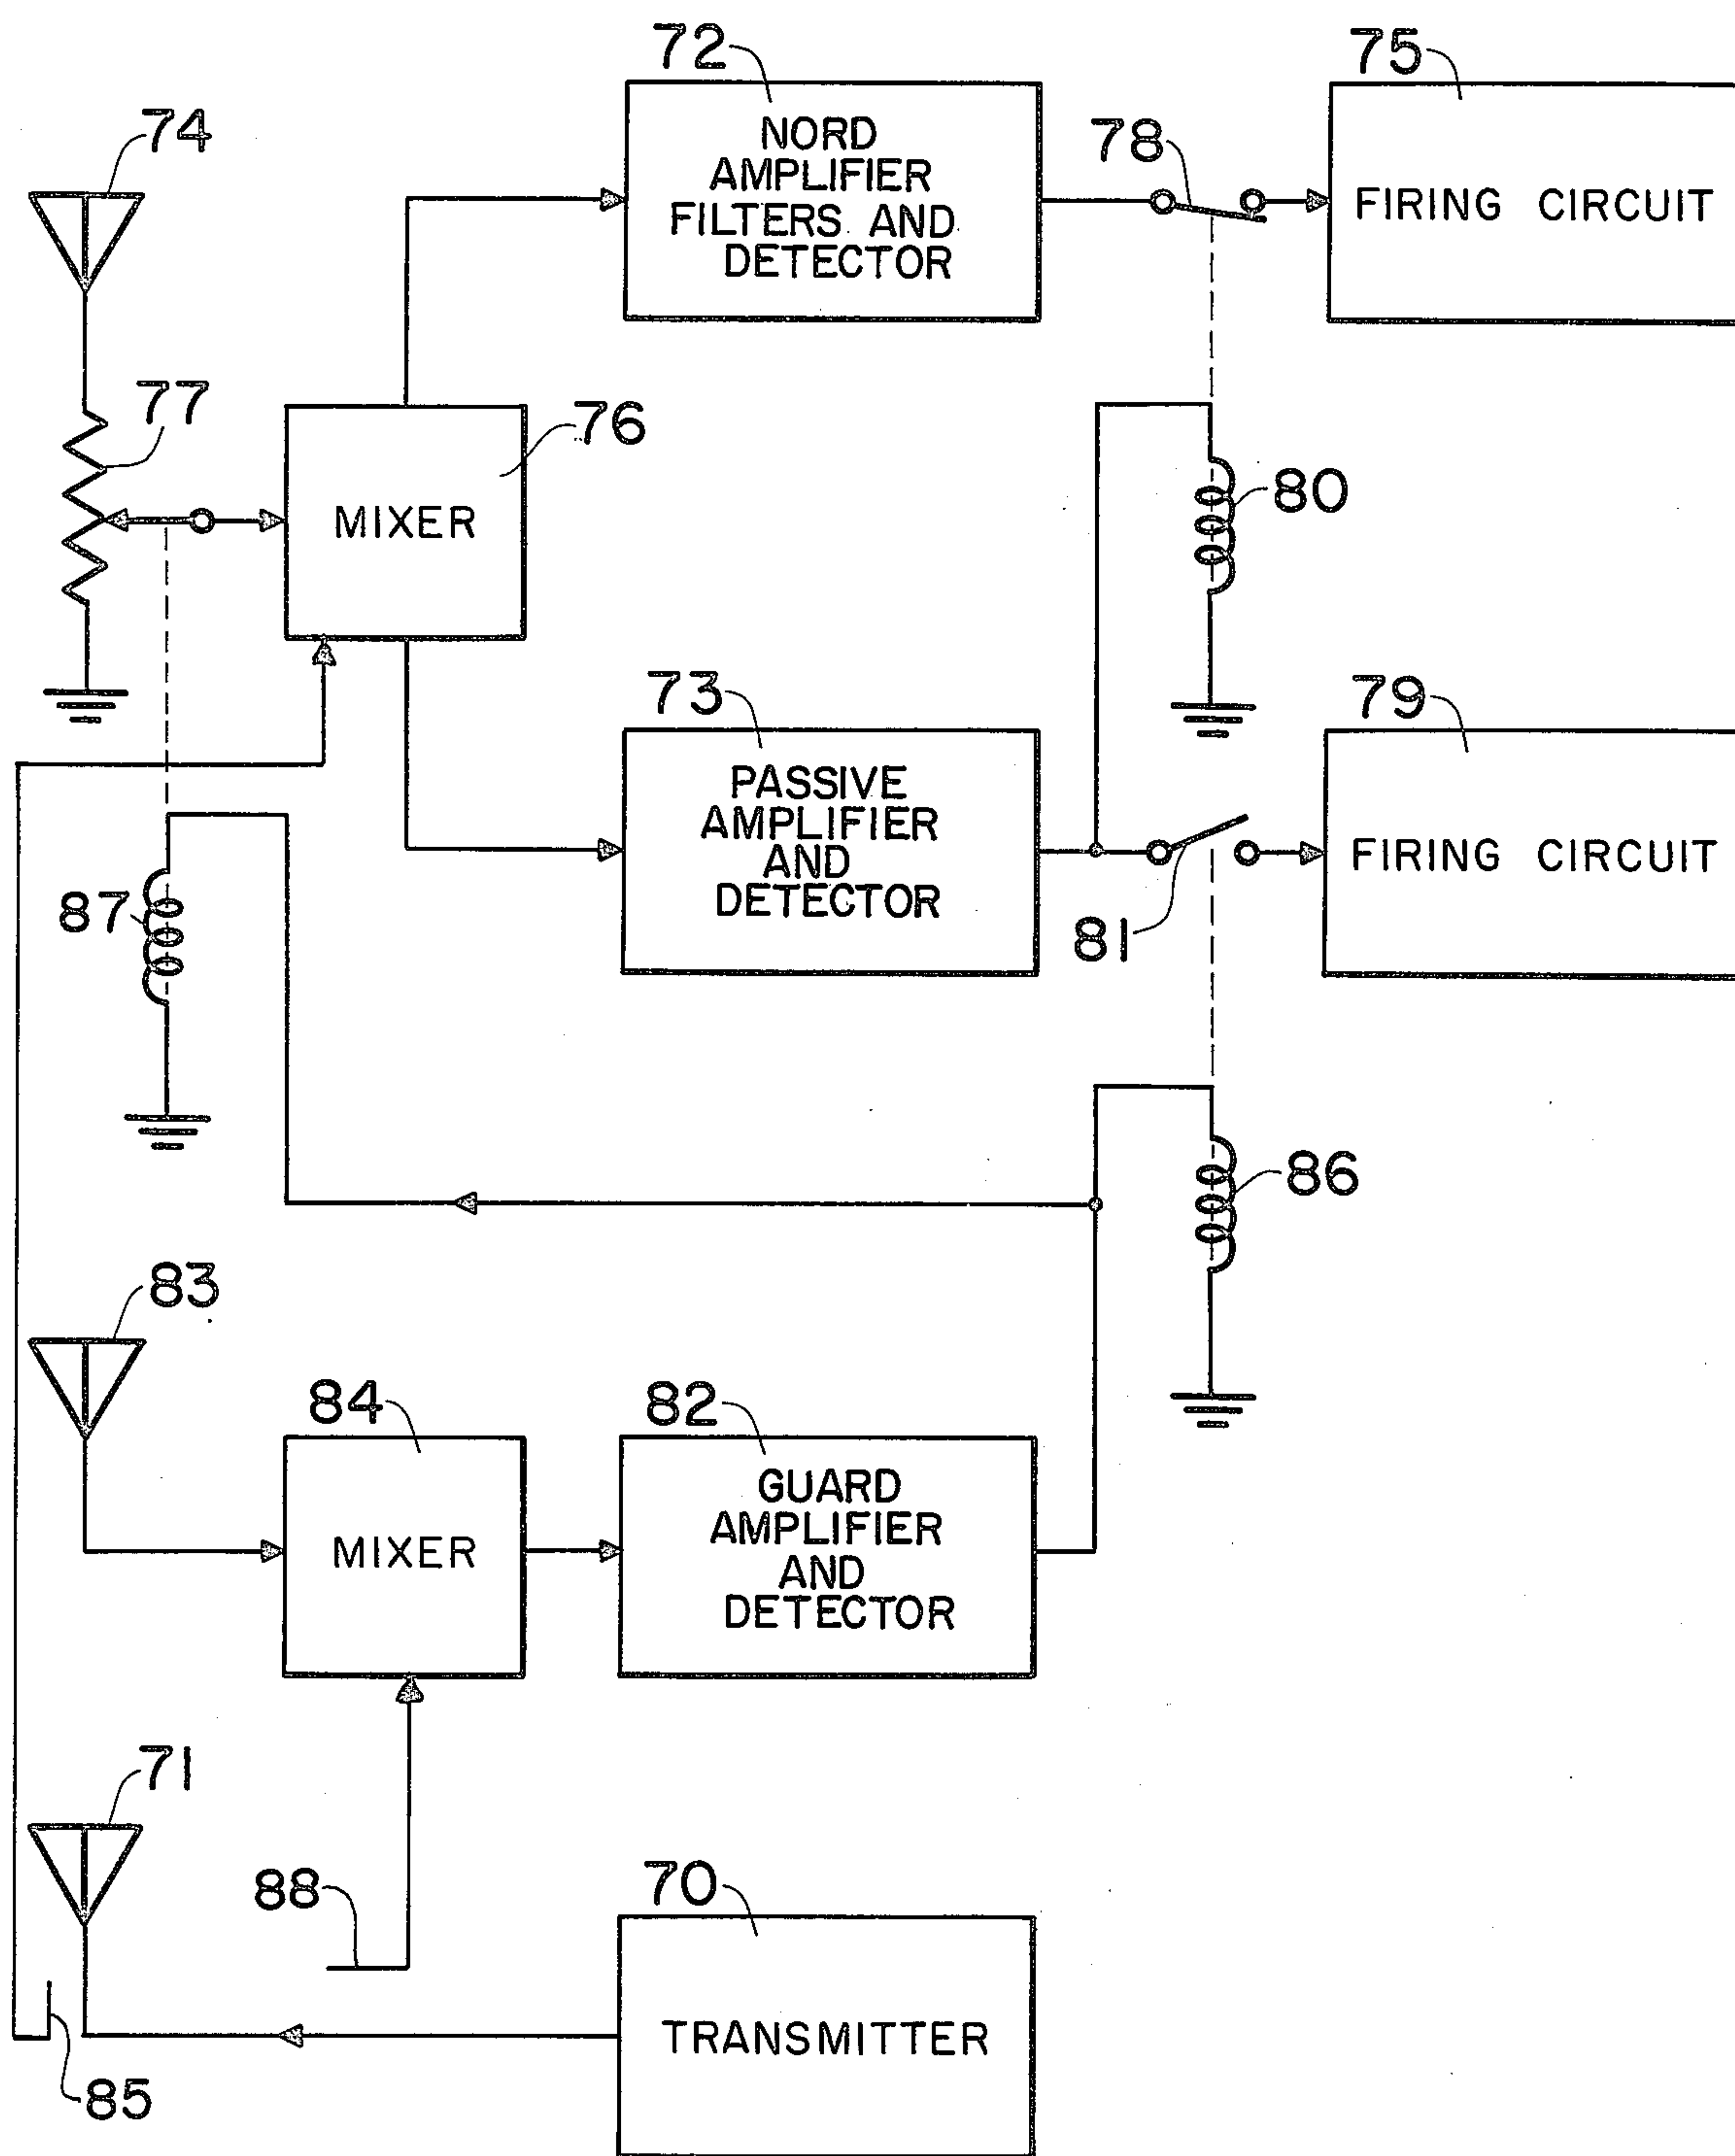 72
75
74
78
NORD
AMPLIFIER
FILTERS AND
DETECTOR
FIRING CIRCUIT
77
76
80
MIXER
73
79
PASSIVE
AMPLIFIER
AND
DETECTOR
FIRING CIRCUIT
87
81
86
83
84
82
GUARD
AMPLIFIER
AND
DETECTOR
MIXER
71
88
70
TRANSMITTER
85